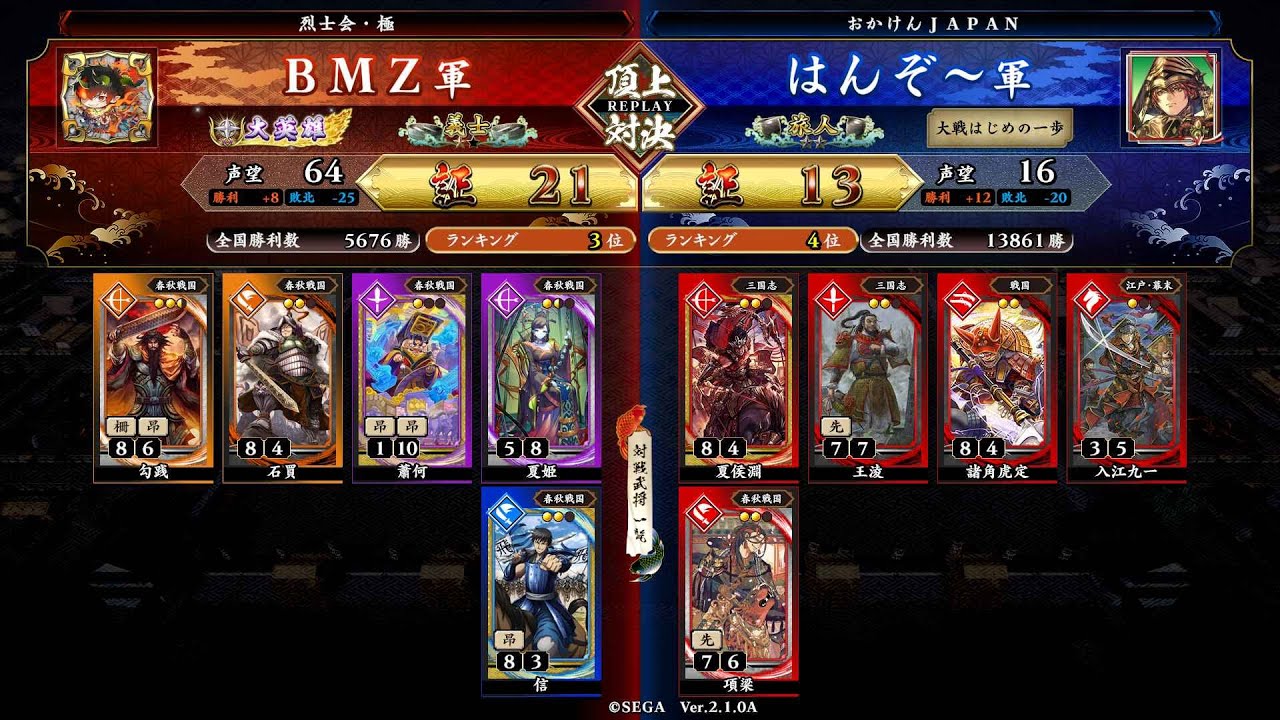 烈士会・極
おかけんJAPAN
BMZ軍
頂上
REPLAY
対決
はんぞ〜軍
大英雄
義士
旅人
大戦はじめの一歩
声望 64
勝利 +8 敗北 -25
証 21
証 13
声望 16
勝利 +12 敗北 -20
全国勝利数 5676勝
ランキング 3位
ランキング 4位
全国勝利数 13861勝
春秋戦国
柵 昴
8 6
勾践
春秋戦国
8 4
石買
春秋戦国
昴 昴
1 10
蕭何
春秋戦国
5 8
夏姫
三国志
8 4
夏侯淵
三国志
先
7 7
王凌
戦国
8 4
諸角虎定
江戸・幕末
3 5
入江九一
対戦武将一覧
春秋戦国
飛
昴
8 3
信
春秋戦国
先
7 6
項梁
©SEGA Ver.2.1.0A